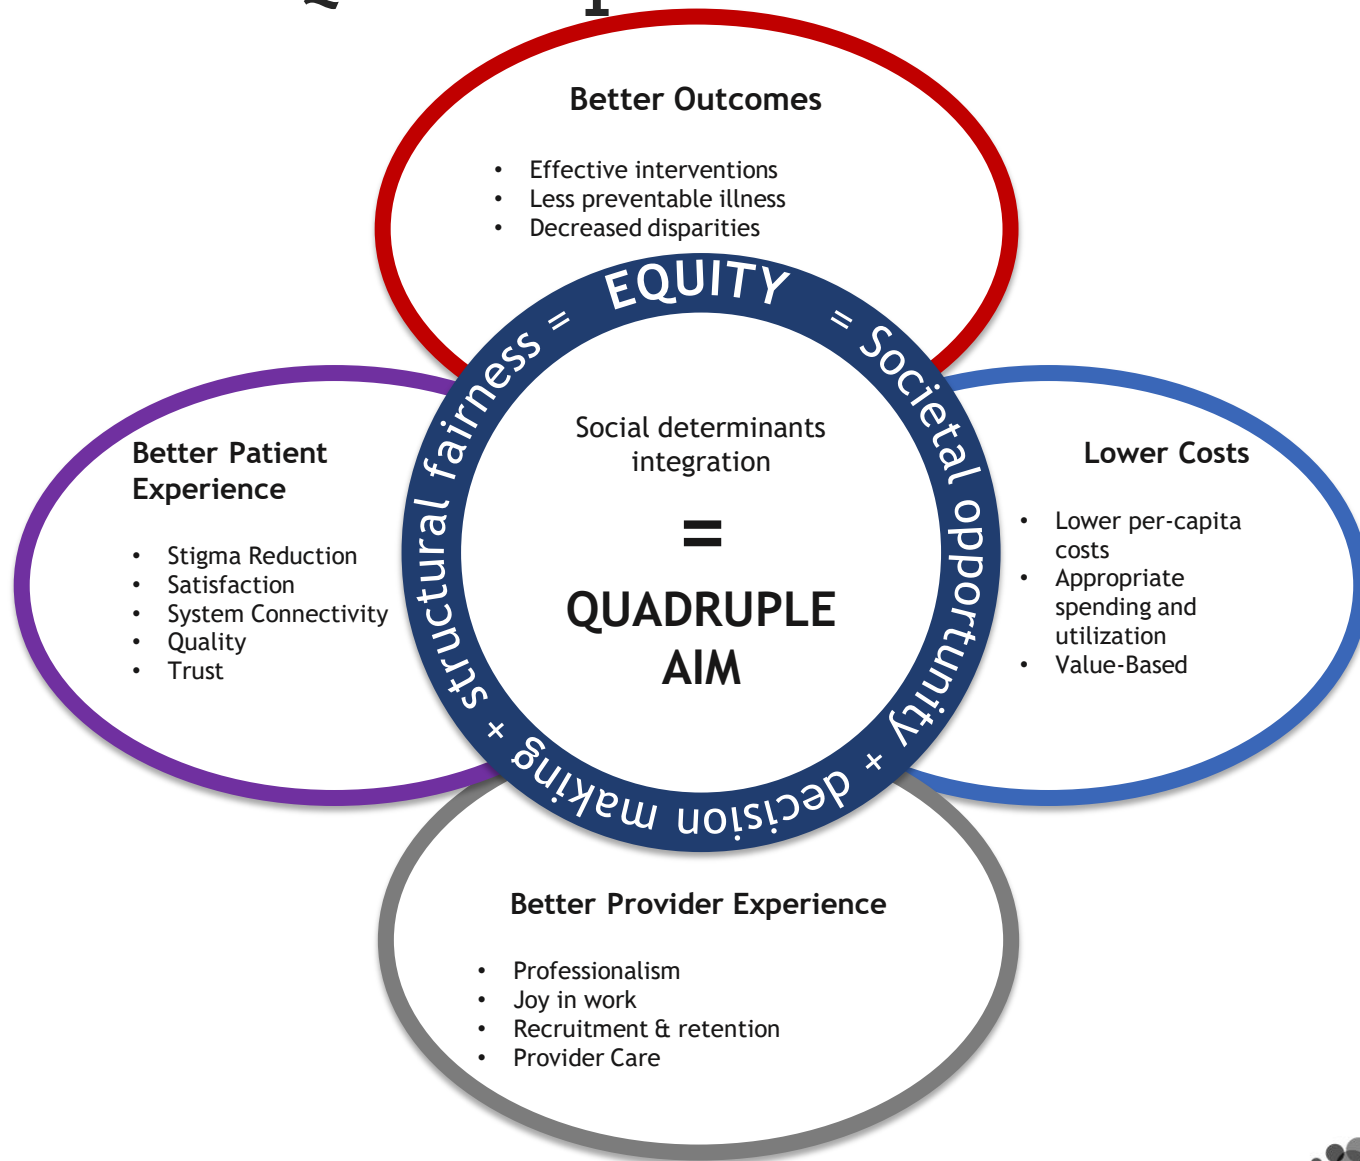 Better Outcomes
• Effective interventions
• Less preventable illness
• Decreased disparities
EQUITY = Societal opportunity + decision making + structural fairness =
Social determinants
integration
=
QUADRUPLE
AIM
Better Patient
Experience
• Stigma Reduction
• Satisfaction
• System Connectivity
• Quality
• Trust
Lower Costs
• Lower per-capita
costs
• Appropriate
spending and
utilization
• Value-Based
Better Provider Experience
• Professionalism
• Joy in work
• Recruitment & retention
• Provider Care